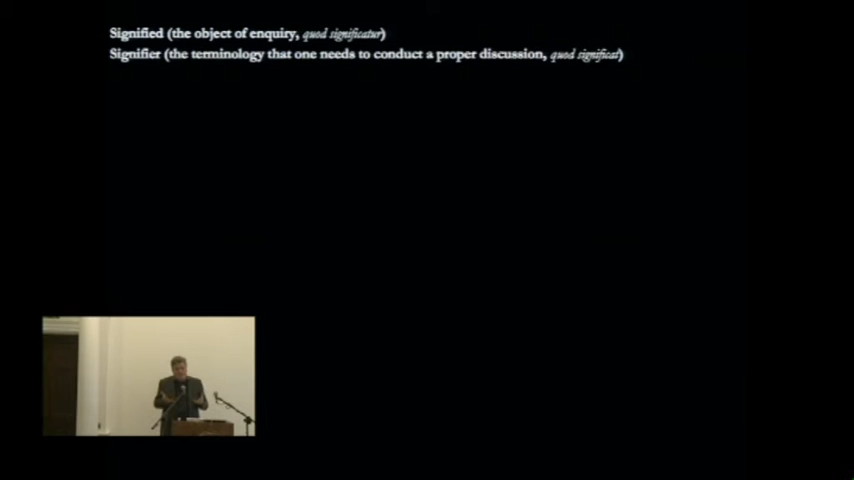 Signified (the object of enquiry, quod significatur)
Signifier (the terminology that one needs to conduct a proper discussion, quod significat)